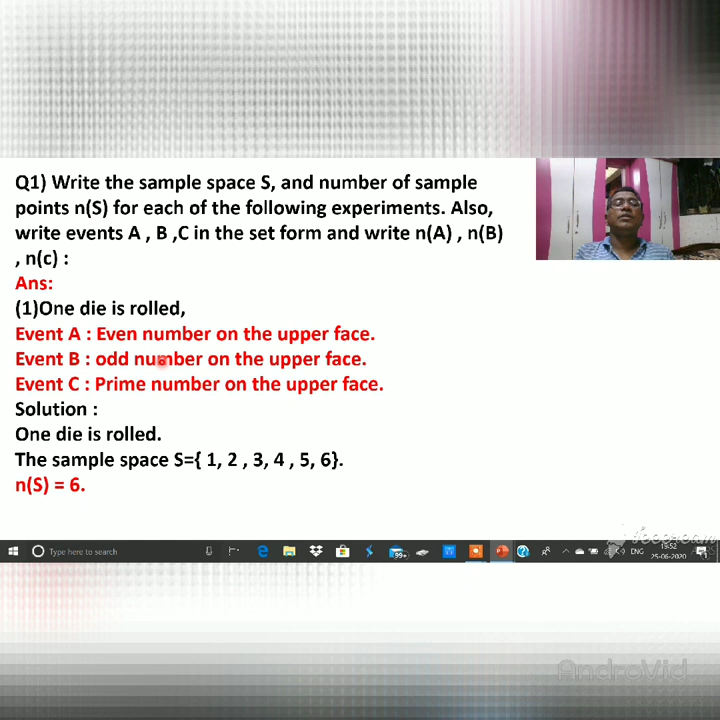 Q1) Write the sample space S, and number of sample
points n(S) for each of the following experiments. Also,
write events A , B ,C in the set form and write n(A) , n(B)
, n(c) :
Ans:
(1)One die is rolled,
Event A : Even number on the upper face.
Event B : odd number on the upper face.
Event C : Prime number on the upper face.
Solution :
One die is rolled.
The sample space S={ 1, 2 , 3, 4 , 5, 6}.
n(S) = 6.
Type here to search
99+
ENG
19:52
25-06-2020
AndroVid